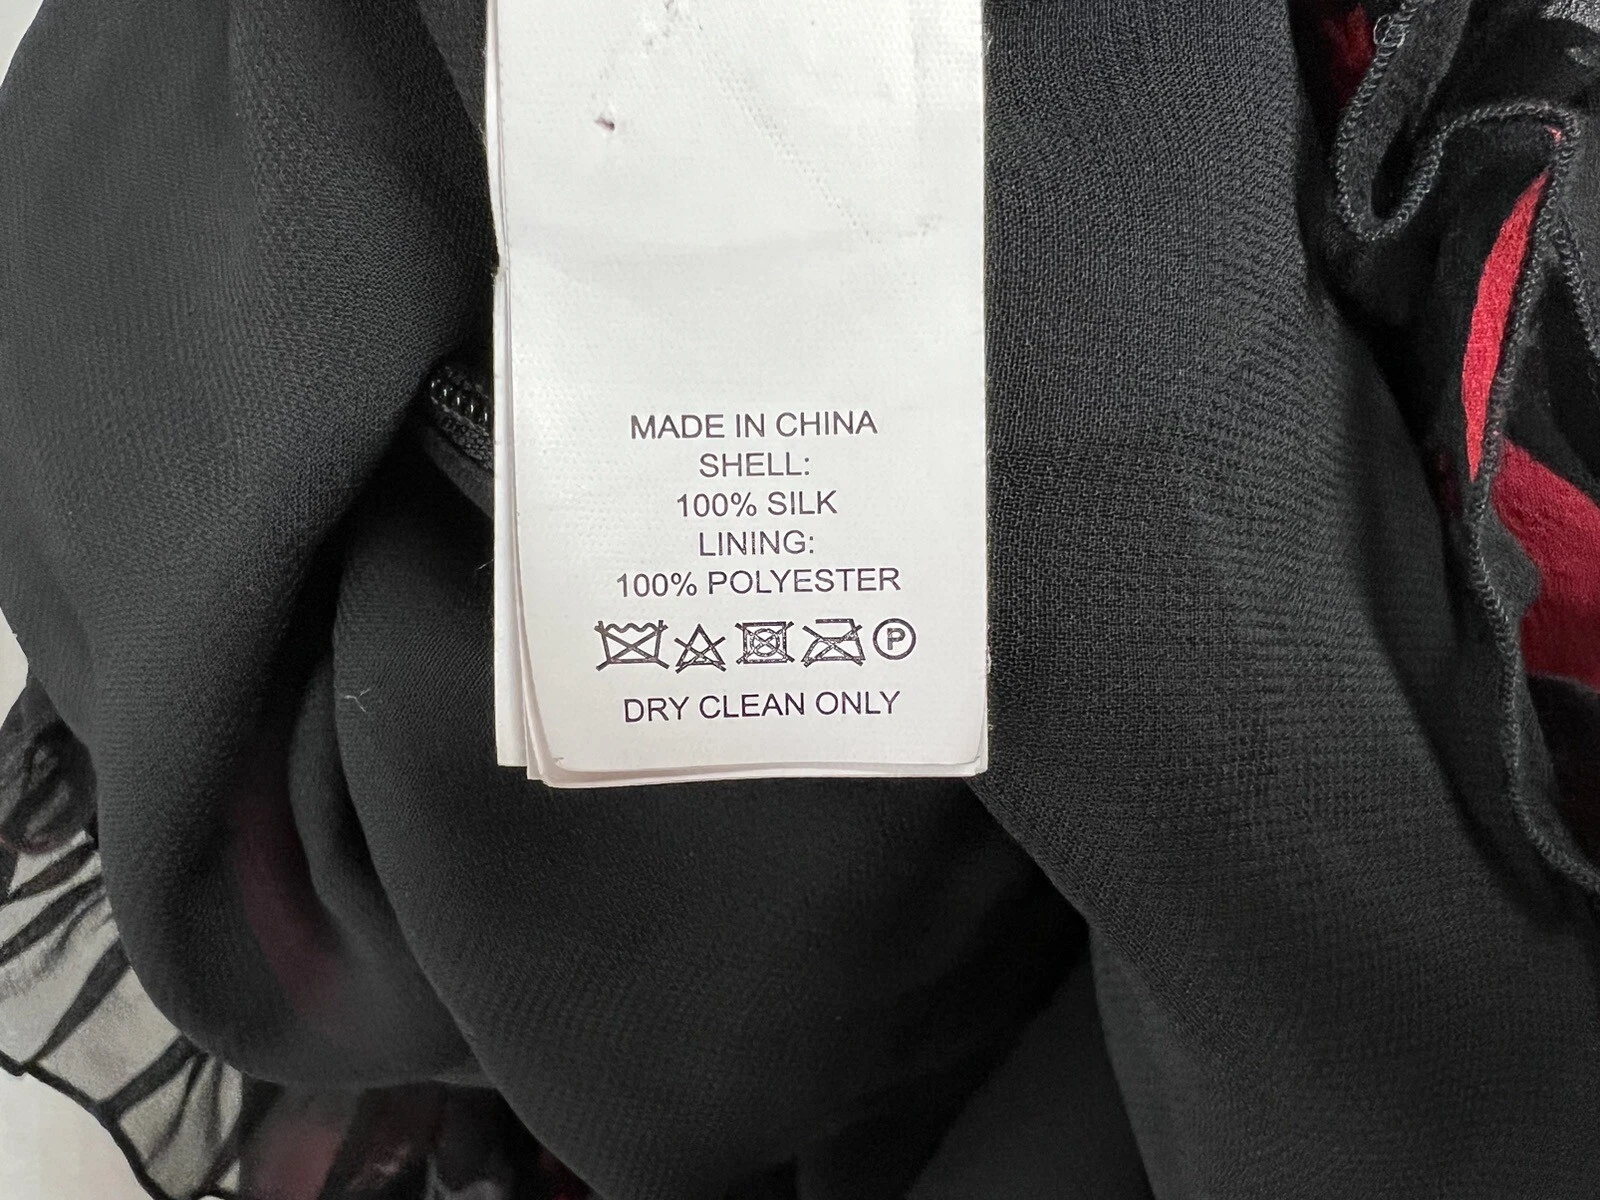 MADE IN CHINA
SHELL:
100% SILK
LINING:
100% POLYESTER
P
DRY CLEAN ONLY